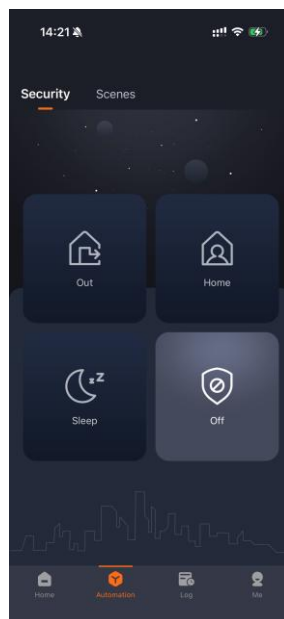 14:21
Security Scenes
Out Home
z Z
Sleep Off
Home Automation Log Me